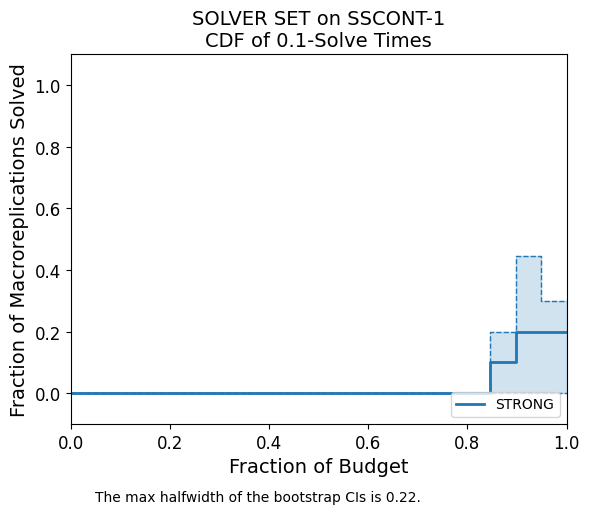 SOLVER SET on SSCONT-1
CDF of 0.1-Solve Times
Fraction of Macroreplications Solved
1.0
0.8
0.6
0.4
0.2
0.0
STRONG
0.0 0.2 0.4 0.6 0.8 1.0
Fraction of Budget
The max halfwidth of the bootstrap CIs is 0.22.